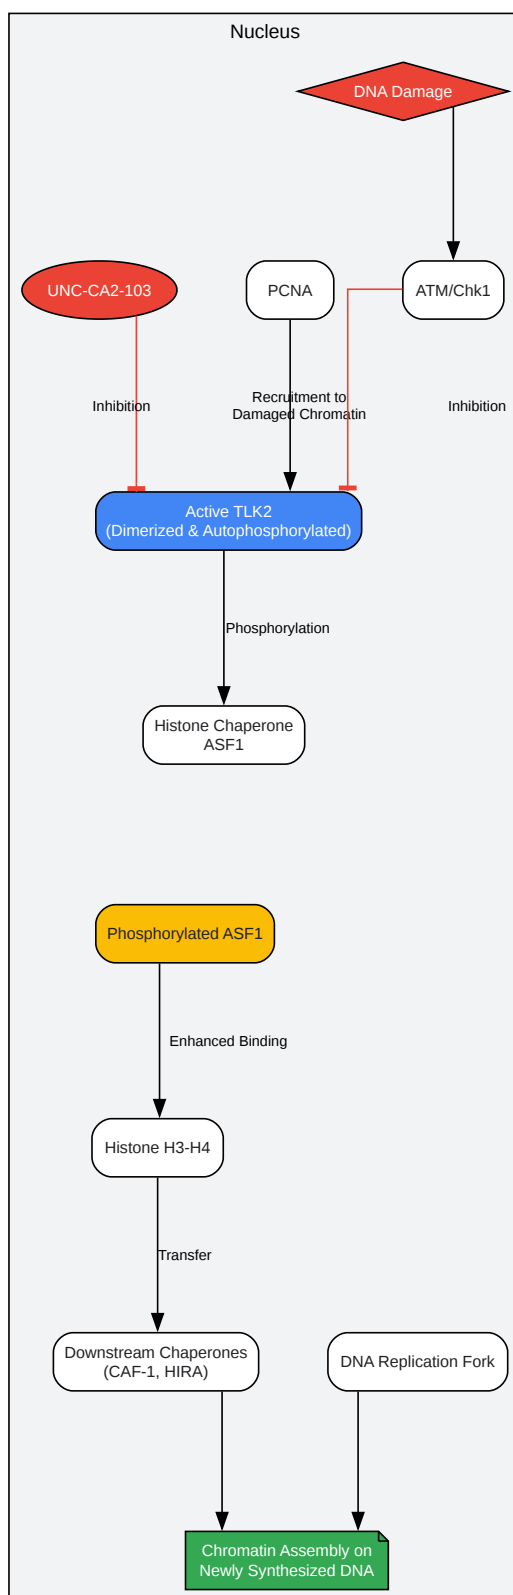 Nucleus
DNA Damage
UNC-CA2-103
PCNA
ATM/Chk1
Inhibition
Recruitment to
Damaged Chromatin
Inhibition
Active TLK2
(Dimerized & Autophosphorylated)
Phosphorylation
Histone Chaperone
ASF1
Phosphorylated ASF1
Enhanced Binding
Histone H3-H4
Transfer
Downstream Chaperones
(CAF-1, HIRA)
DNA Replication Fork
Chromatin Assembly on
Newly Synthesized DNA